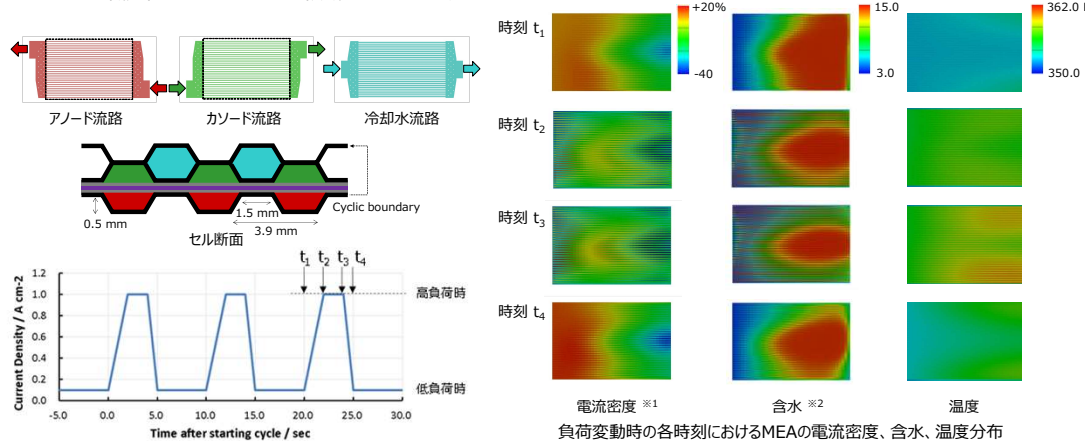 アノード流路
カソード流路
冷却水流路
Cyclic boundary
0.5 mm
1.5 mm
3.9 mm
セル断面
t1 t2 t3 t4
高負荷時
低負荷時
Current Density / A cm-2
1.2
1.0
0.8
0.6
0.4
0.2
0.0
-5.0 0.0 5.0 10.0 15.0 20.0 25.0 30.0
Time after starting cycle / sec
時刻 t1
+20%
-40
15.0
3.0
362.0
350.0
時刻 t2
時刻 t3
時刻 t4
電流密度 ※1
含水 ※2
温度
負荷変動時の各時刻におけるMEAの電流密度、含水、温度分布